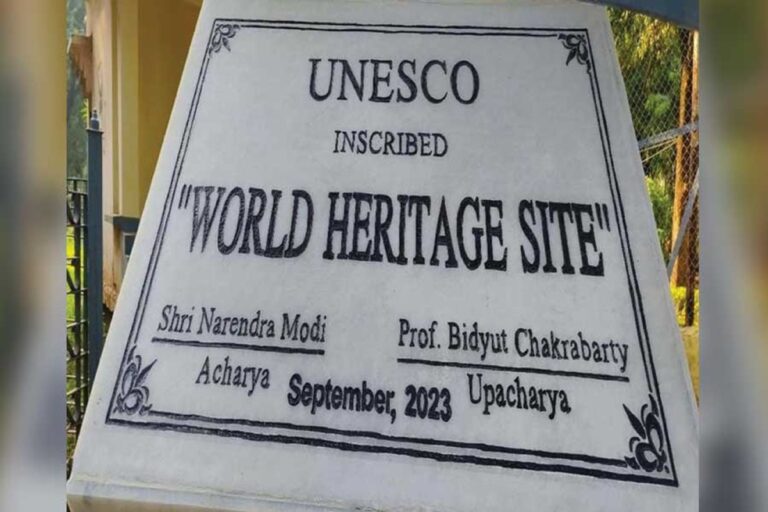 UNESCO
INSCRIBED
"WORLD HERITAGE SITE"
Shri Narendra Modi Prof. Bidyut Chakrabarty
Acharya September, 2023 Upacharya